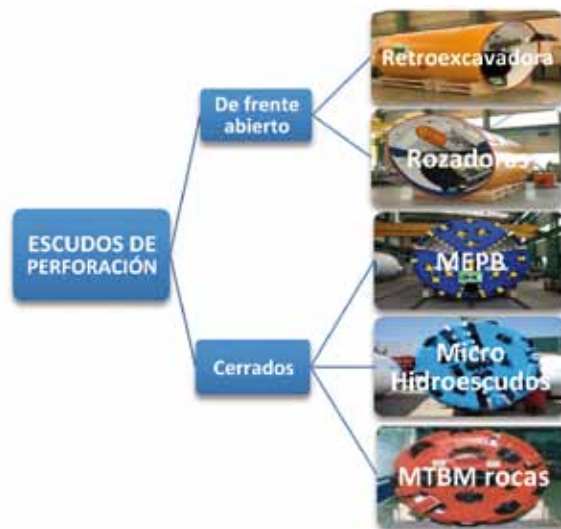 Retroexcavadora
De frente
abierto
Rozadoras
ESCUDOS DE
PERFORACIÓN
MEPB
Cerrados
Micro
Hidroescudos
MTBM rocas